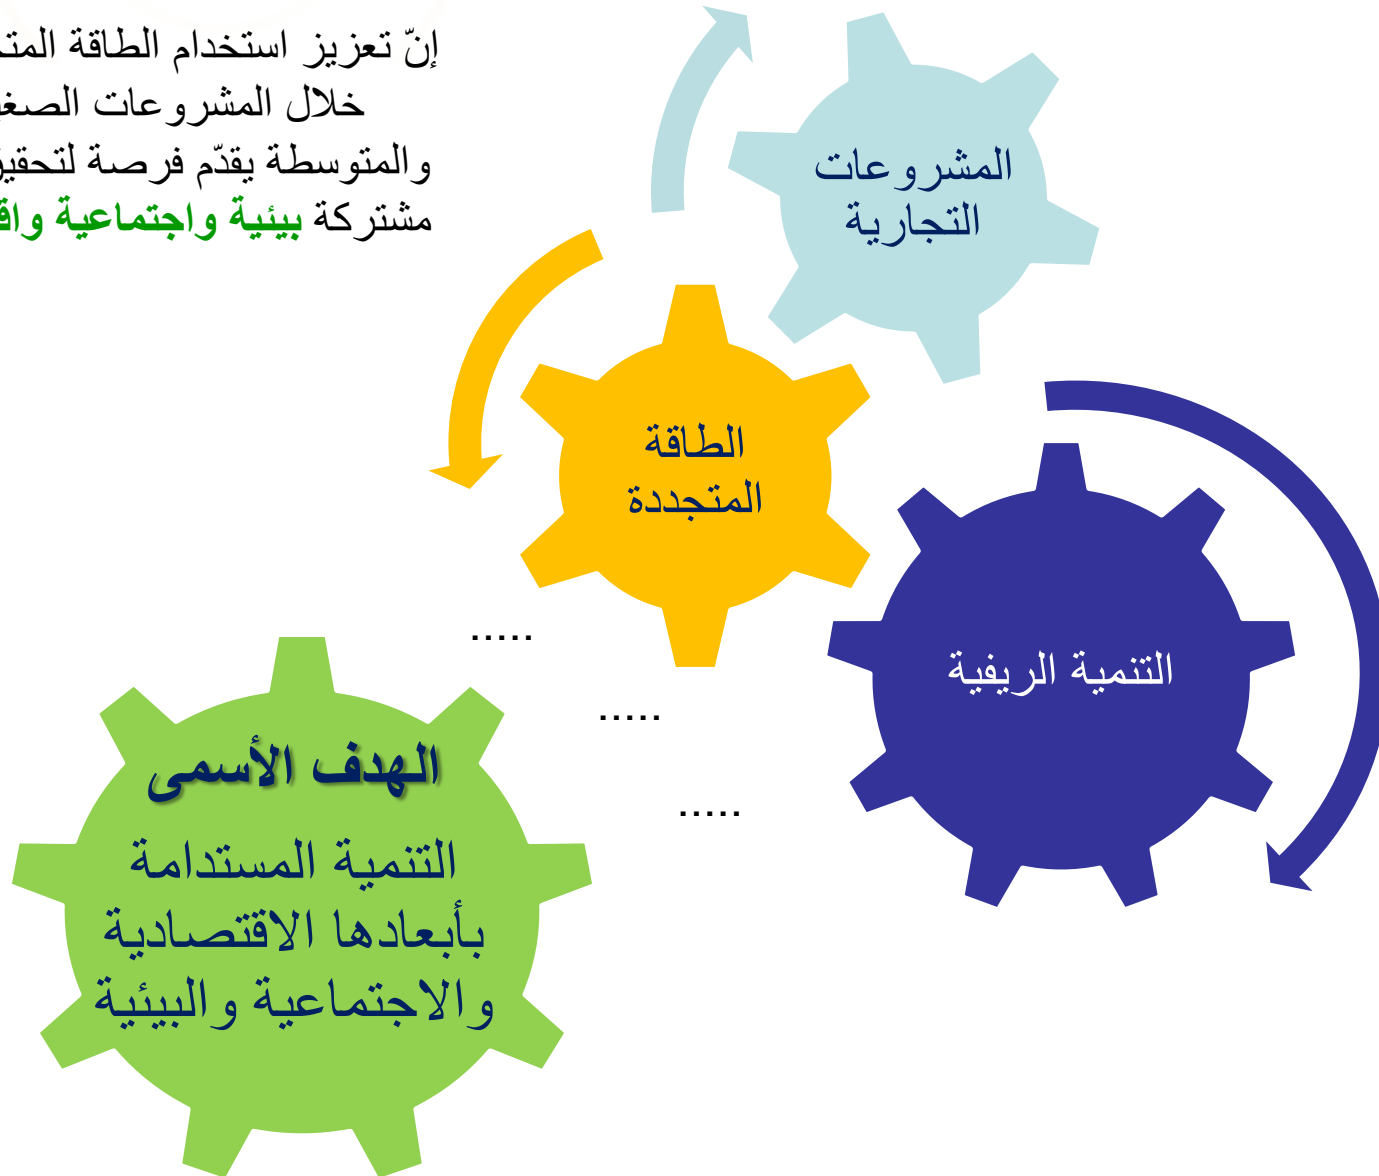 إنّ تعزيز استخدام الطاقة
خلال المشروعات
والمتوسطة يقدّم فرصة
مشتركة بيئية واجتماعية
المشروعات
التجارية
الطاقة
المتجددة
التنمية الريفية
.....
.....
.....
الهدف الأسمى
التنمية المستدامة
بأبعادها الاقتصادية
والاجتماعية والبيئية